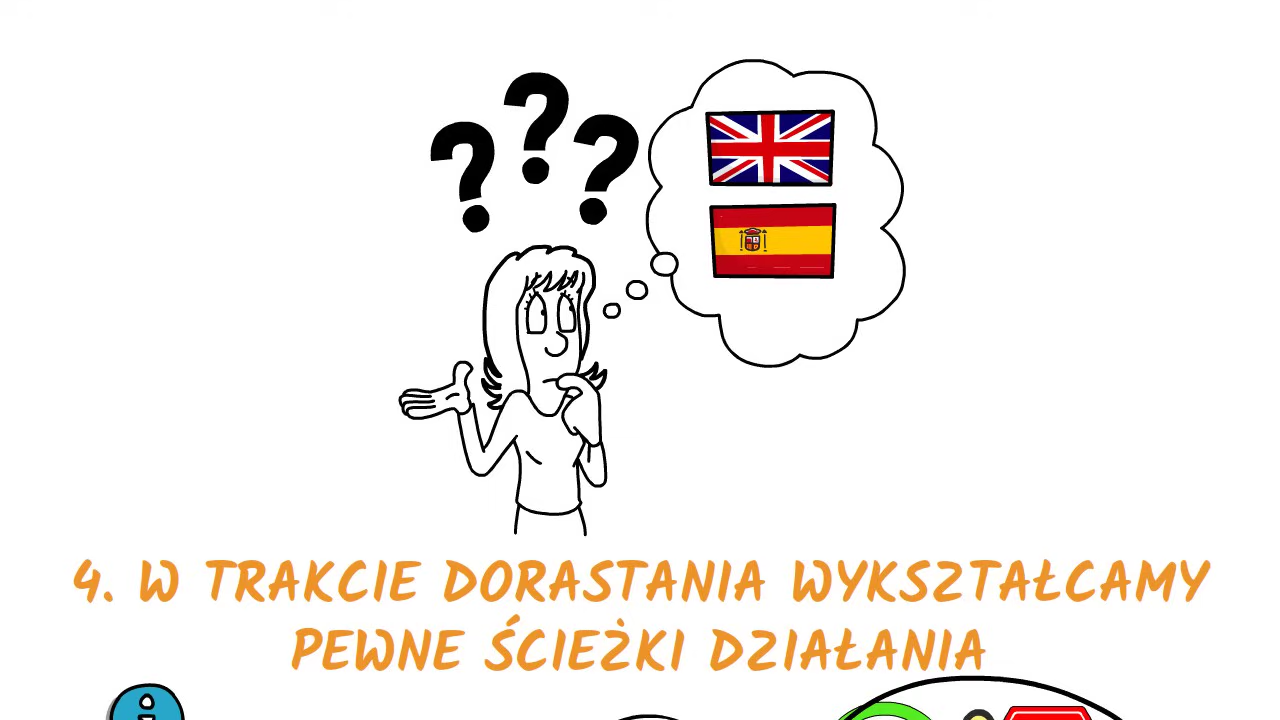 ? ? ?
4. W TRAKCIE DORASTANIA WYKSZTAŁCAMY
PEWNE ŚCIEŻKI DZIAŁANIA